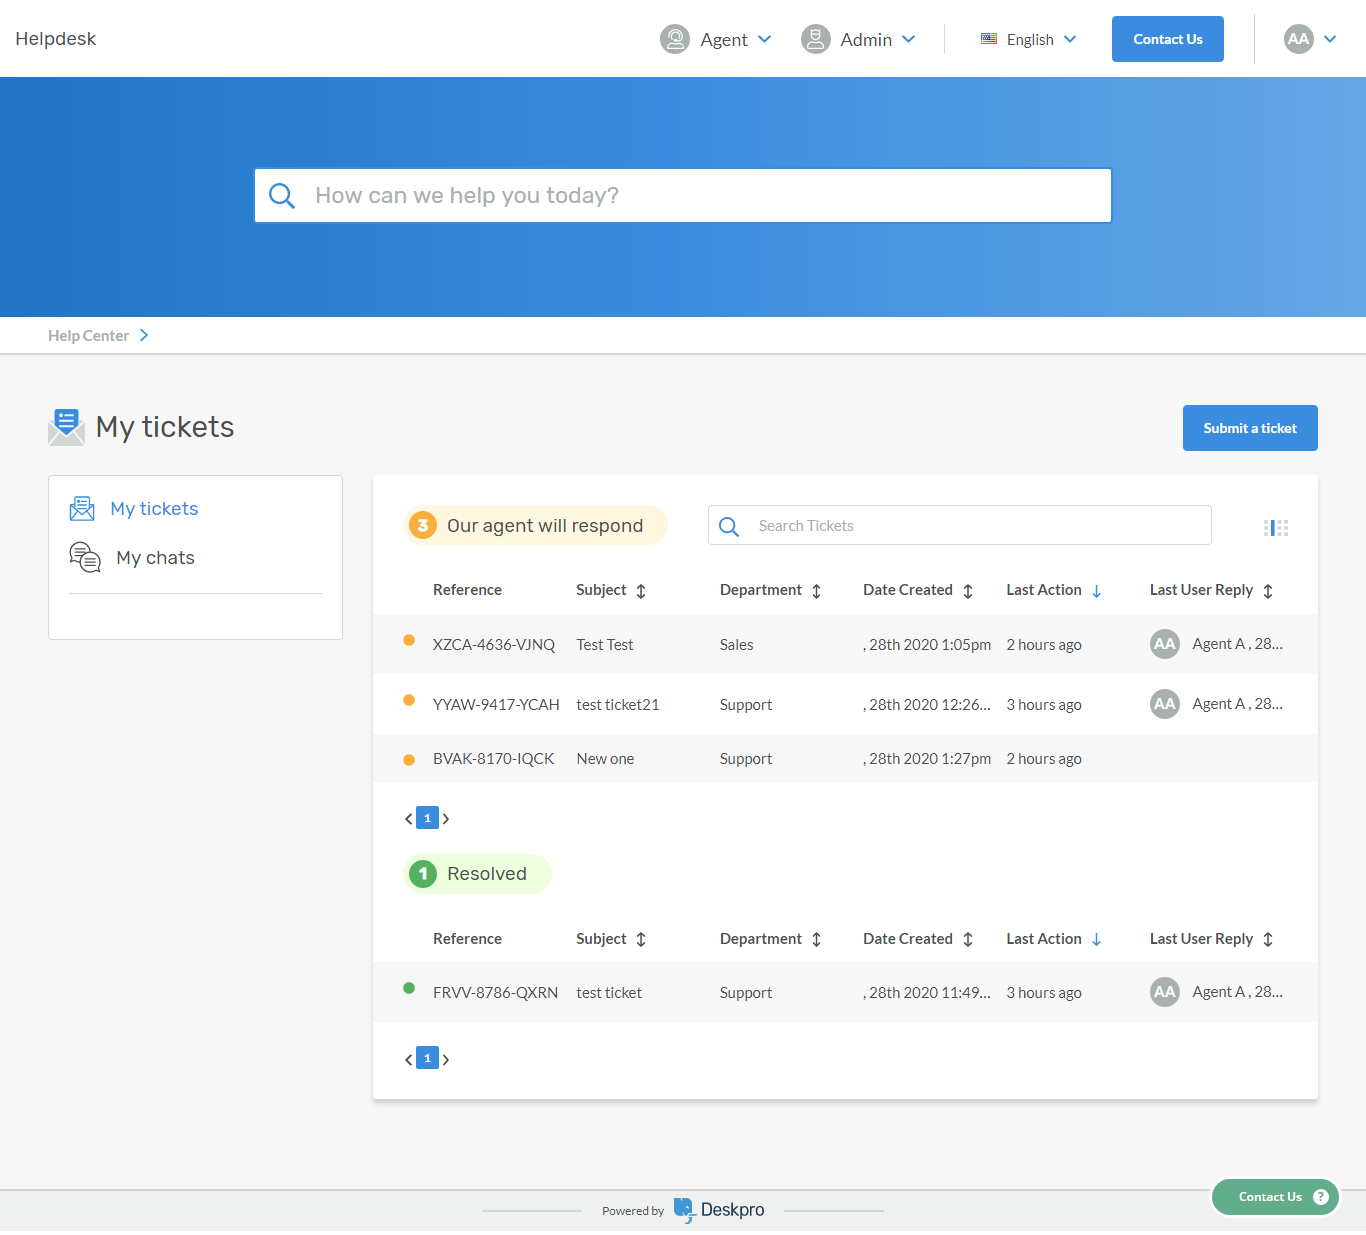 Helpdesk
Agent
Admin
English
Contact Us
AA
How can we help you today?
Help Center
My tickets
Submit a ticket
My tickets
My chats
3 Our agent will respond
Search Tickets
Reference Subject Department Date Created Last Action Last User Reply
XZCA-4636-VJNQ Test Test Sales , 28th 2020 1:05pm 2 hours ago AA Agent A , 28...
YYAW-9417-YCAH test ticket21 Support , 28th 2020 12:26... 3 hours ago AA Agent A , 28...
BVAK-8170-IQCK New one Support , 28th 2020 1:27pm 2 hours ago
1
1 Resolved
Reference Subject Department Date Created Last Action Last User Reply
FRVV-8786-QXRN test ticket Support , 28th 2020 11:49... 3 hours ago AA Agent A , 28...
1
Powered by Deskpro
Contact Us ?